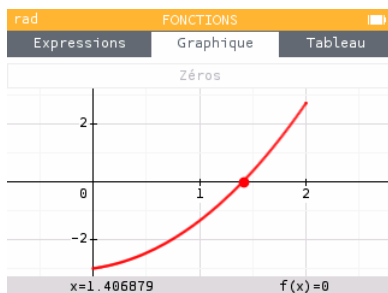 rad FONCTIONS
Expressions Graphique Tableau
Zéros
2
0 1 2
-2
x=1.406879 f(x)=0